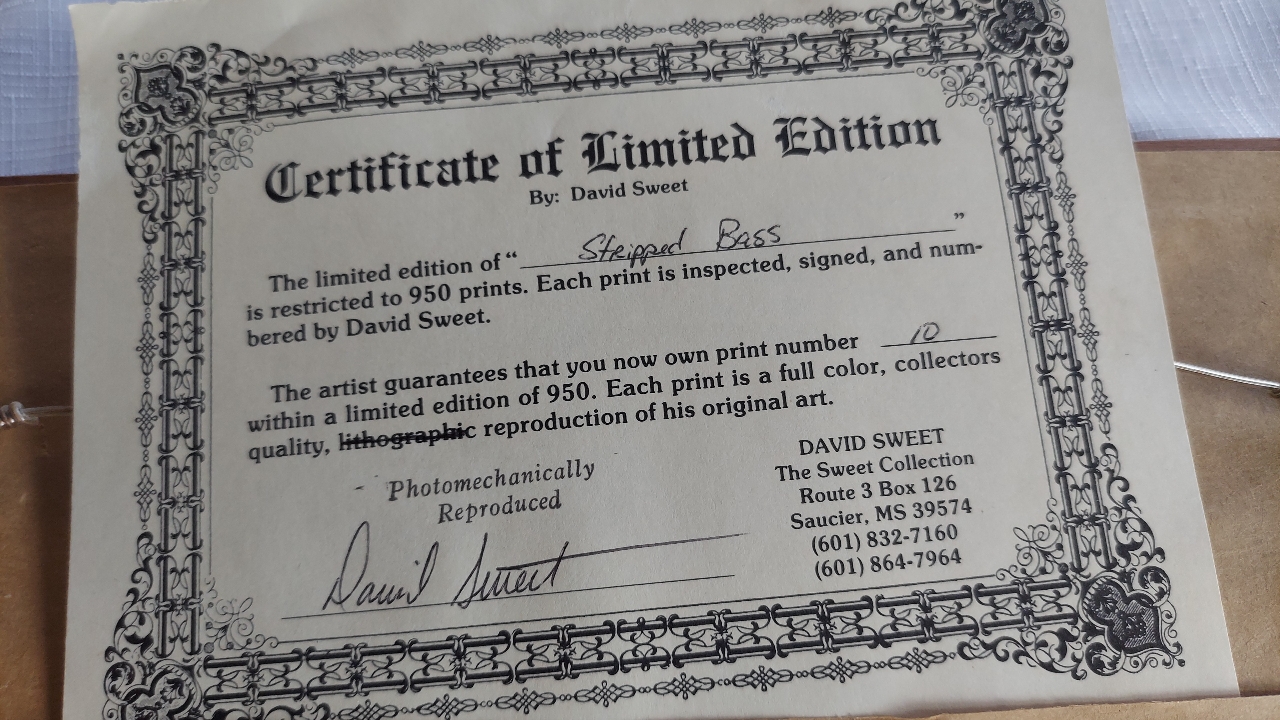 Certificate of Limited Edition
By: David Sweet
The limited edition of “ Stripped Bass ”
is restricted to 950 prints. Each print is inspected, signed, and num-
bered by David Sweet.
The artist guarantees that you now own print number 10
within a limited edition of 950. Each print is a full color, collectors
quality, lithographic reproduction of his original art.
- Photomechanically
Reproduced
David Sweet
DAVID SWEET
The Sweet Collection
Route 3 Box 126
Saucier, MS 39574
(601) 832-7160
(601) 864-7964